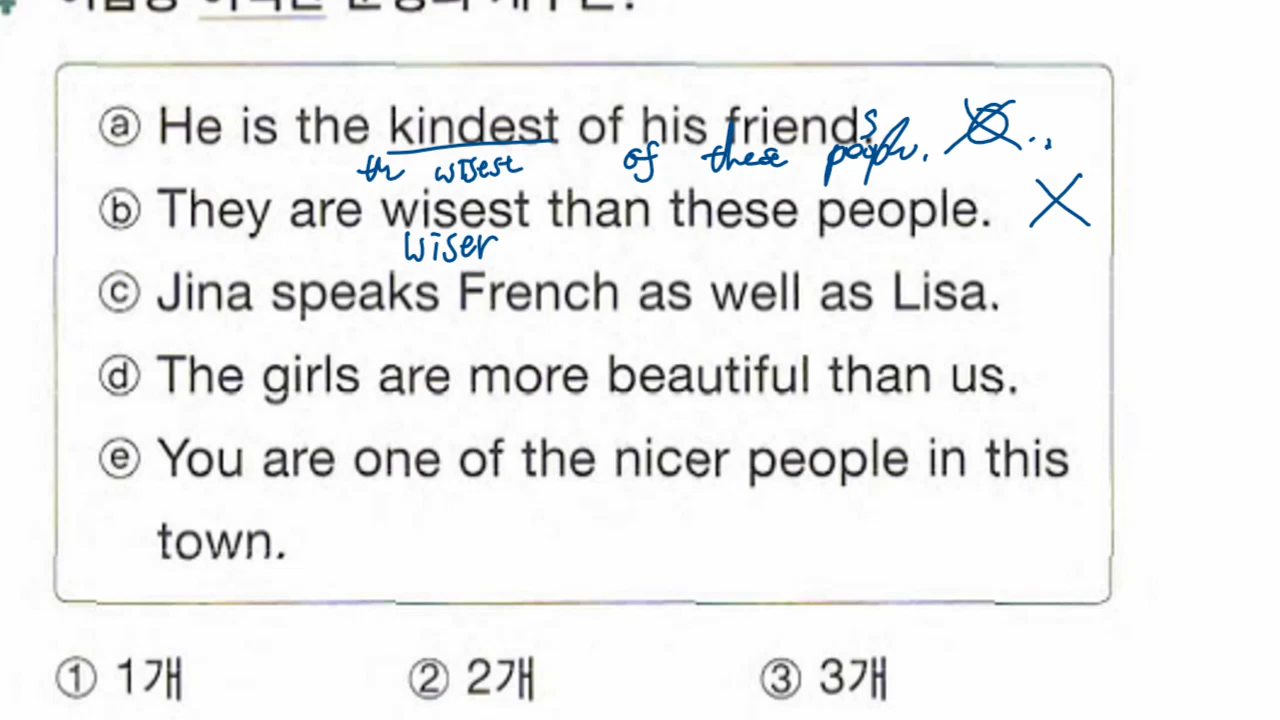 ⓐ He is the kindest of his friends
the wisest of these people.
ⓑ They are wisest than these people.
wiser
ⓒ Jina speaks French as well as Lisa.
ⓓ The girls are more beautiful than us.
ⓔ You are one of the nicer people in this
town.
① 1개 ② 2개 ③ 3개